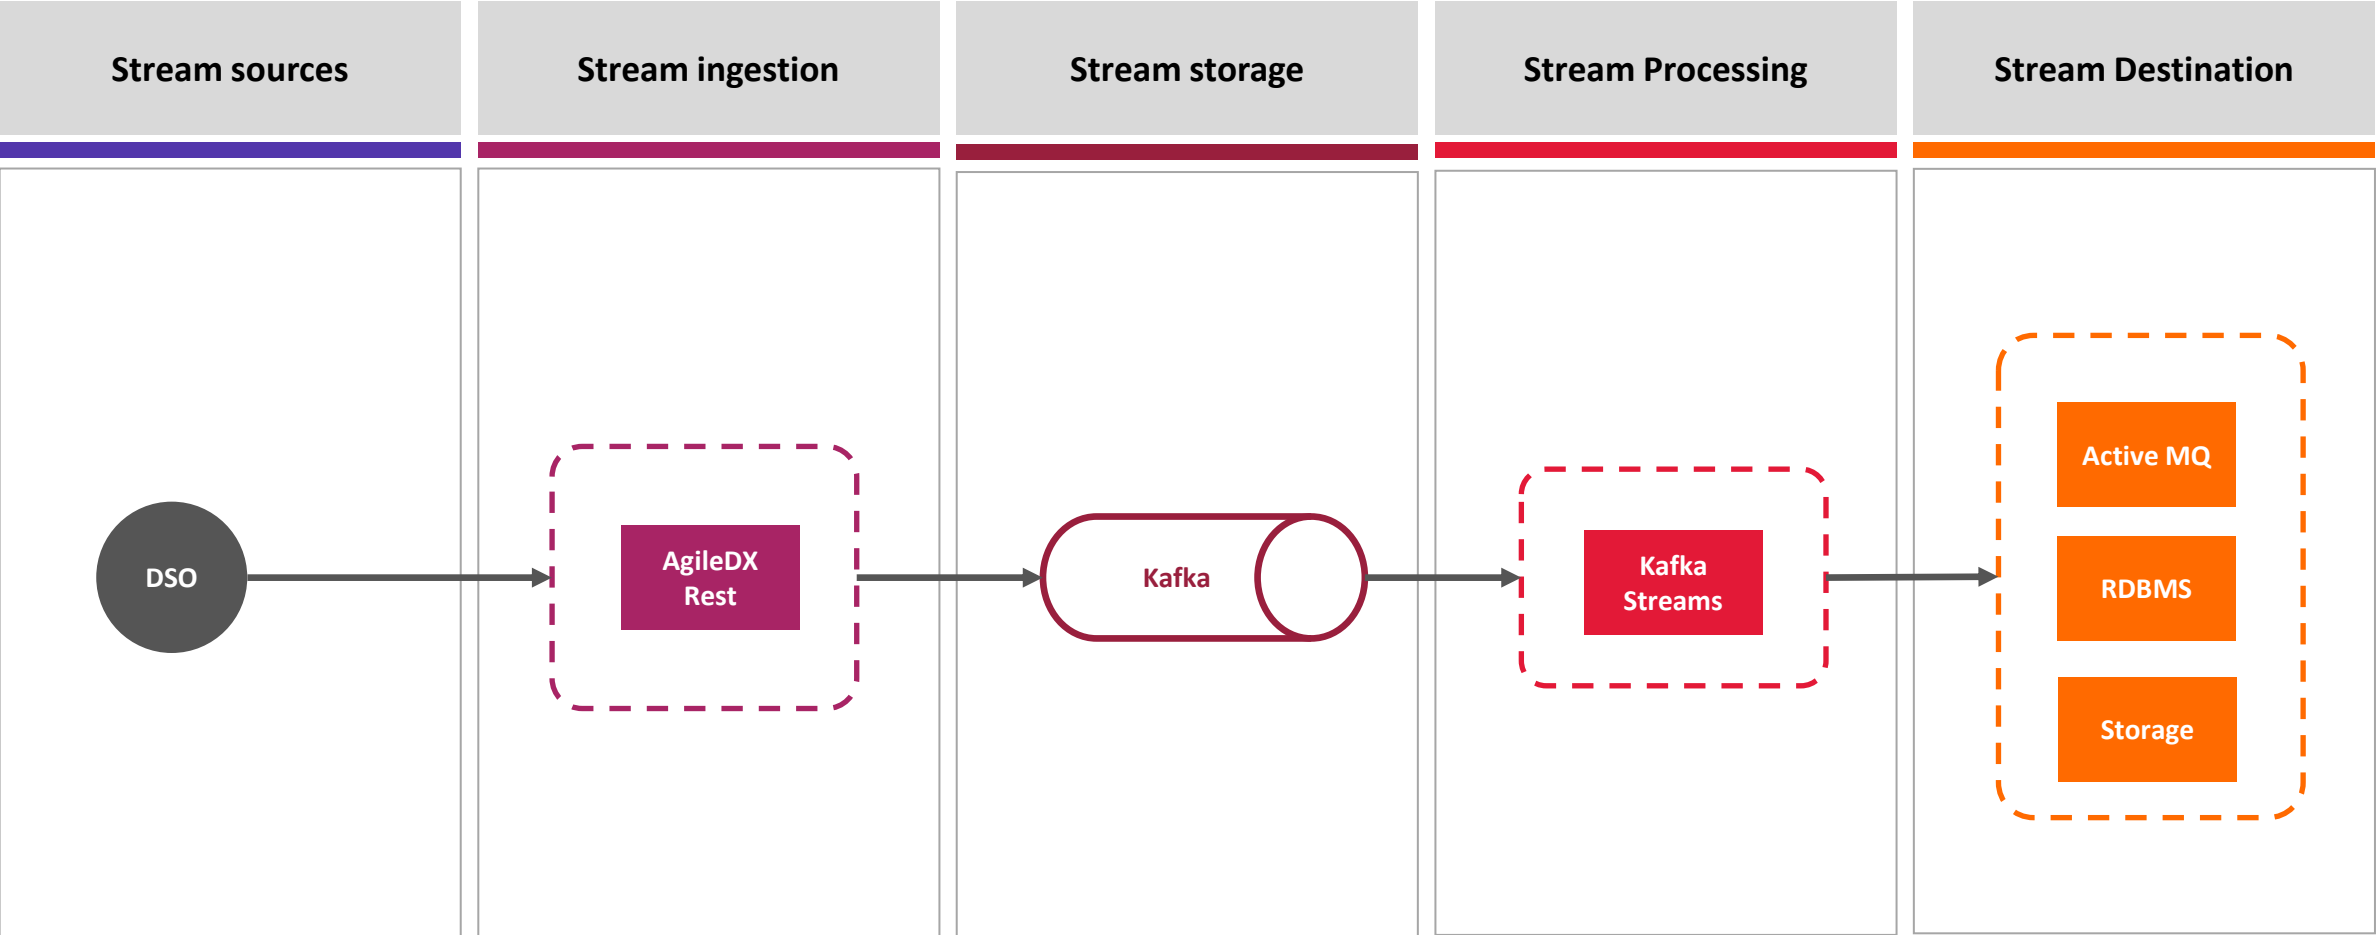 Stream sources
Stream ingestion
Stream storage
Stream Processing
Stream Destination
DSO
AgileDX
Rest
Kafka
Kafka
Streams
Active MQ
RDBMS
Storage